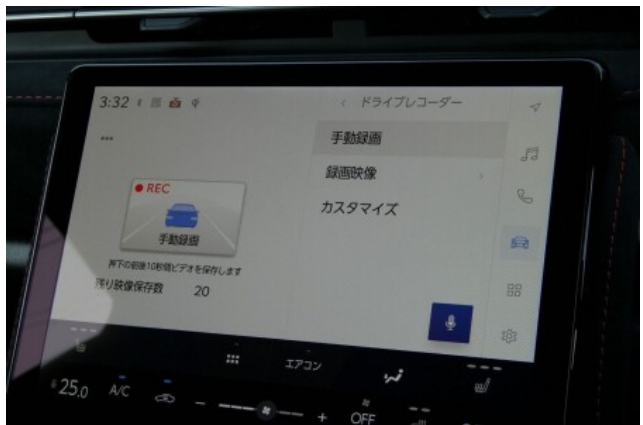 3:32
ドライブレコーダー
手動録画
録画映像
カスタマイズ
REC
手動録画
押下の前後10秒間ビデオを保存します
残り映像保存数 20
エアコン
25.0 A/C
OFF